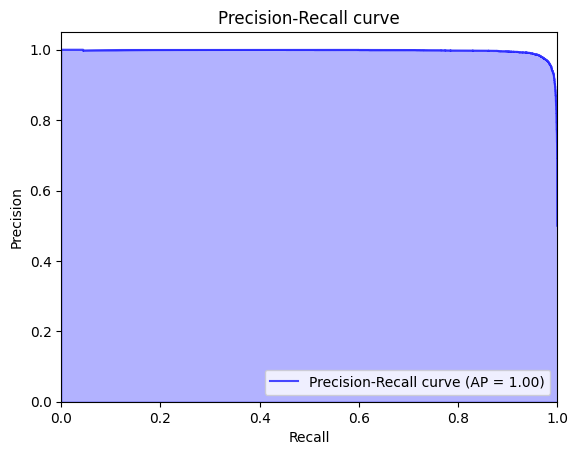 Precision-Recall curve
1.0
0.8
0.6
0.4
0.2
0.0
Precision
0.0 0.2 0.4 0.6 0.8 1.0
Recall
Precision-Recall curve (AP = 1.00)